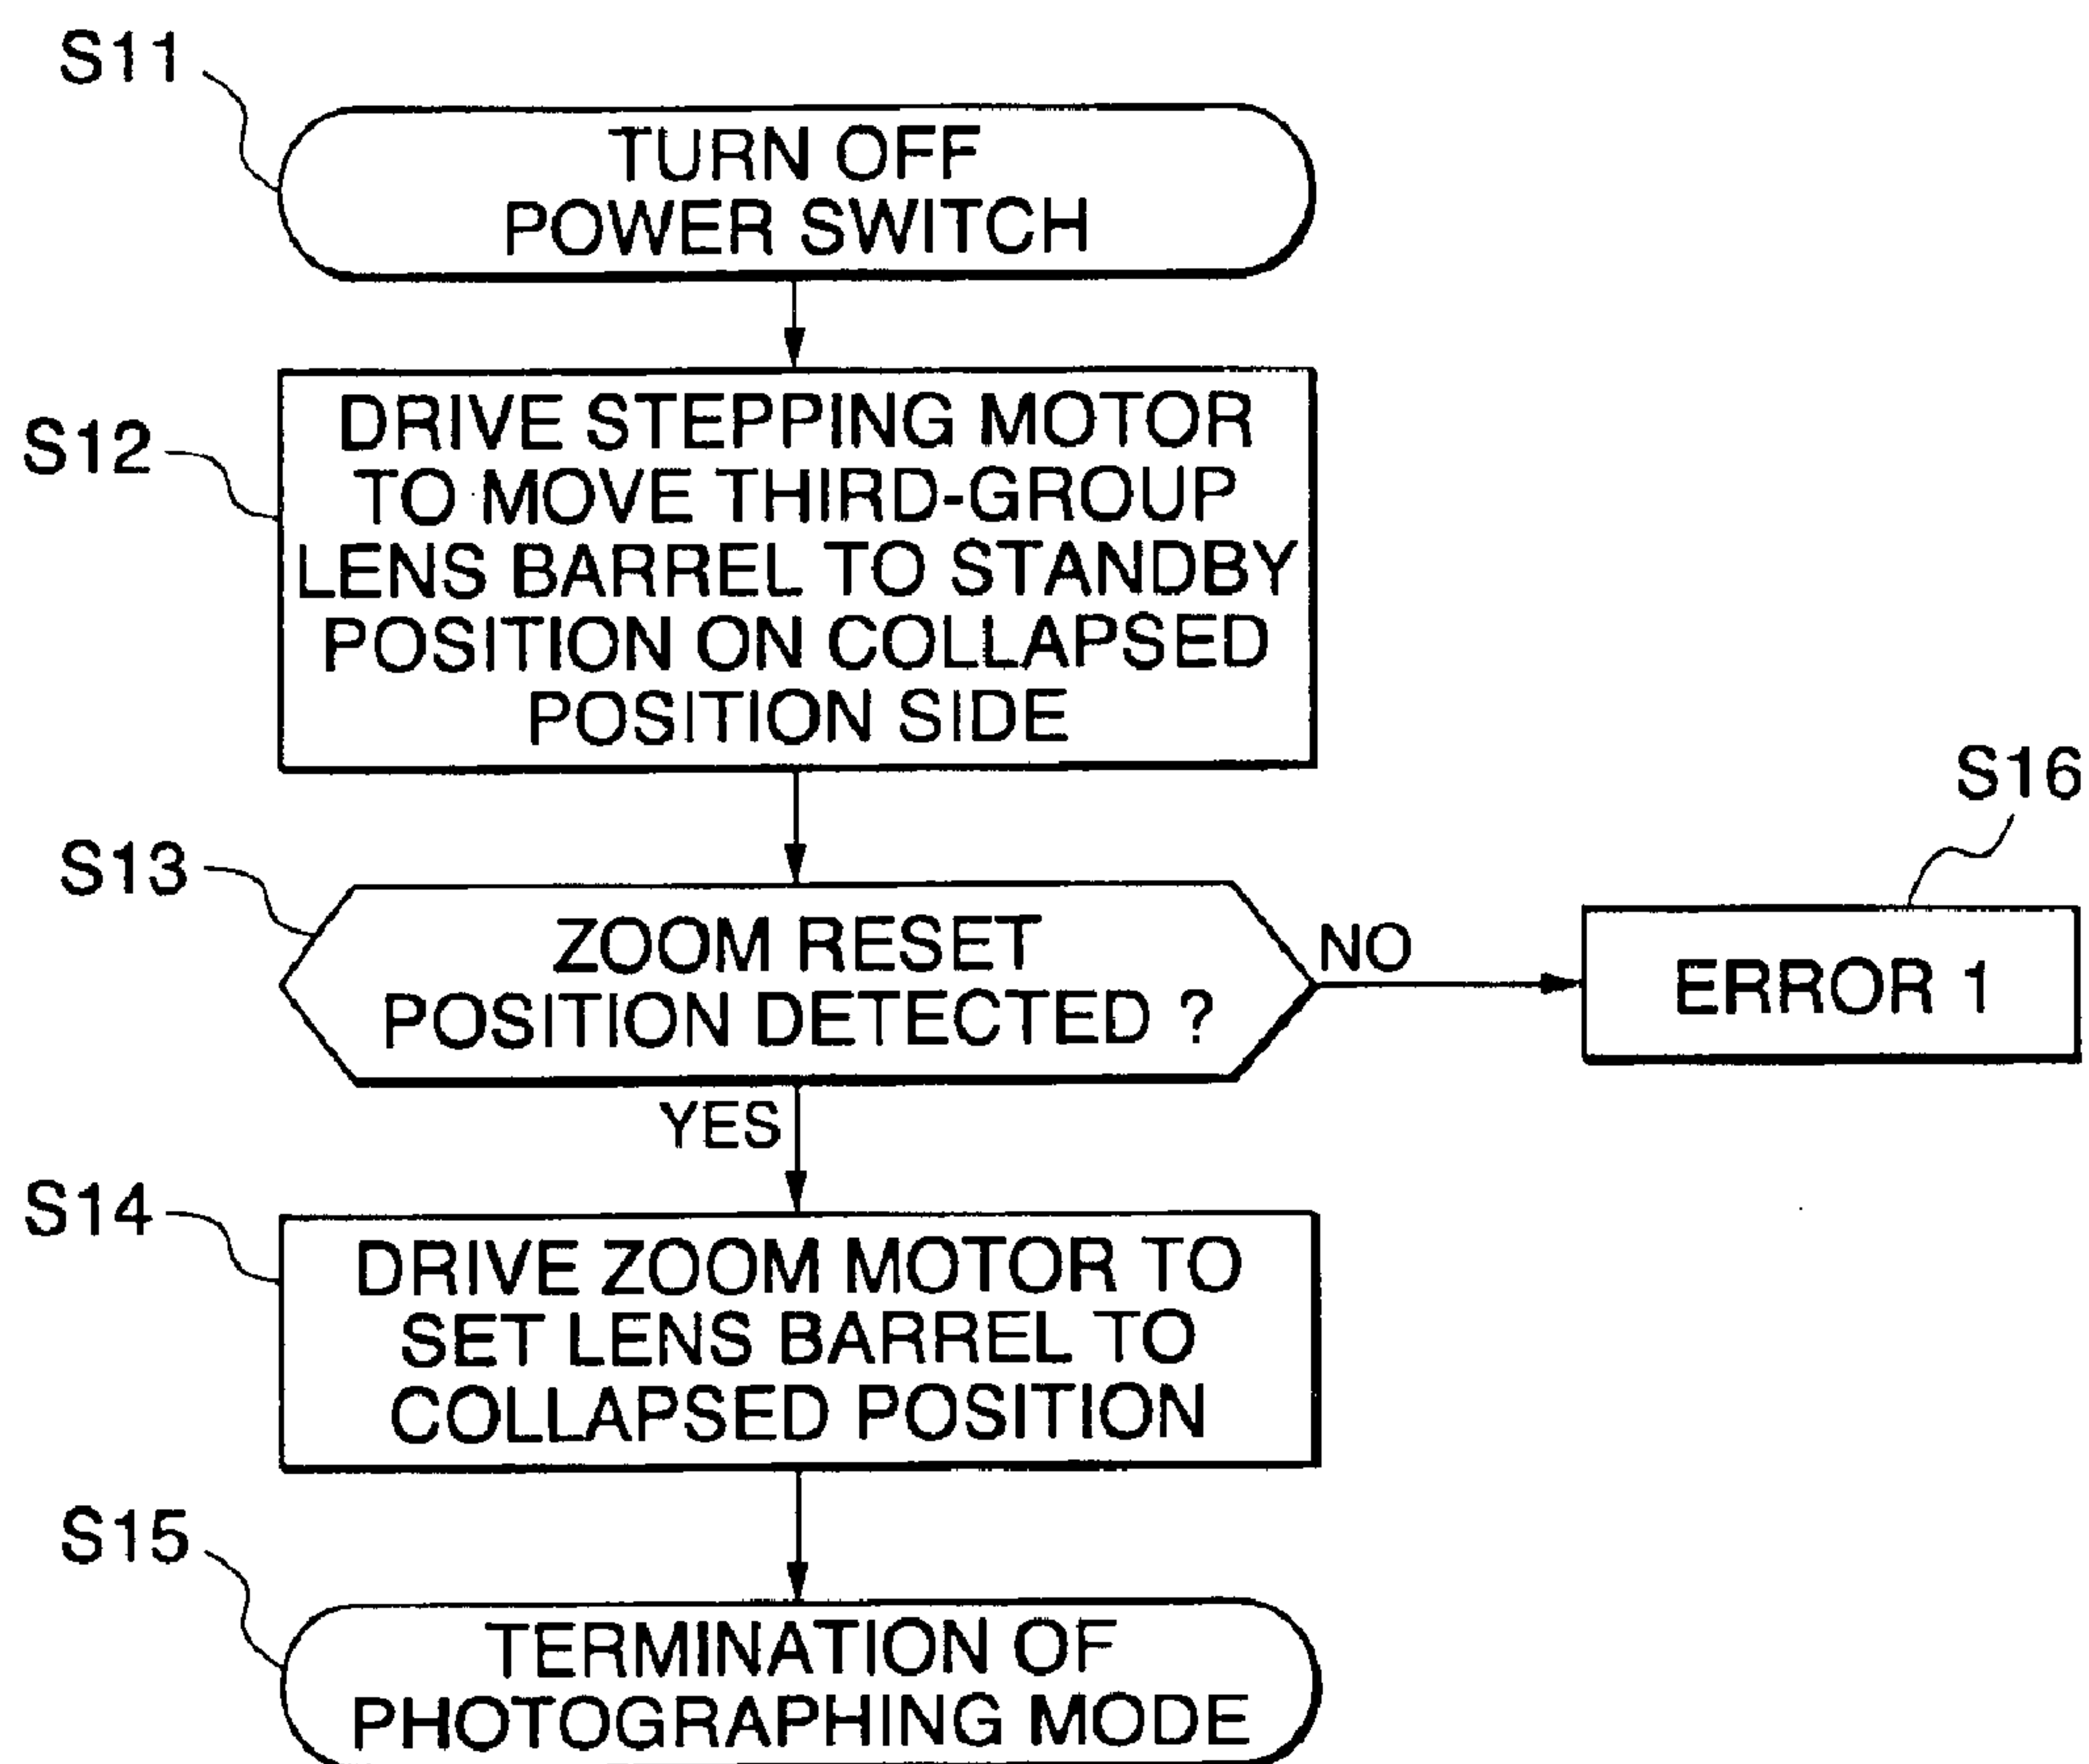 S11
TURN OFF
POWER SWITCH
S12
DRIVE STEPPING MOTOR
TO MOVE THIRD-GROUP
LENS BARREL TO STANDBY
POSITION ON COLLAPSED
POSITION SIDE
S13
ZOOM RESET
POSITION DETECTED ?
NO
S16
ERROR 1
YES
S14
DRIVE ZOOM MOTOR TO
SET LENS BARREL TO
COLLAPSED POSITION
S15
TERMINATION OF
PHOTOGRAPHING MODE